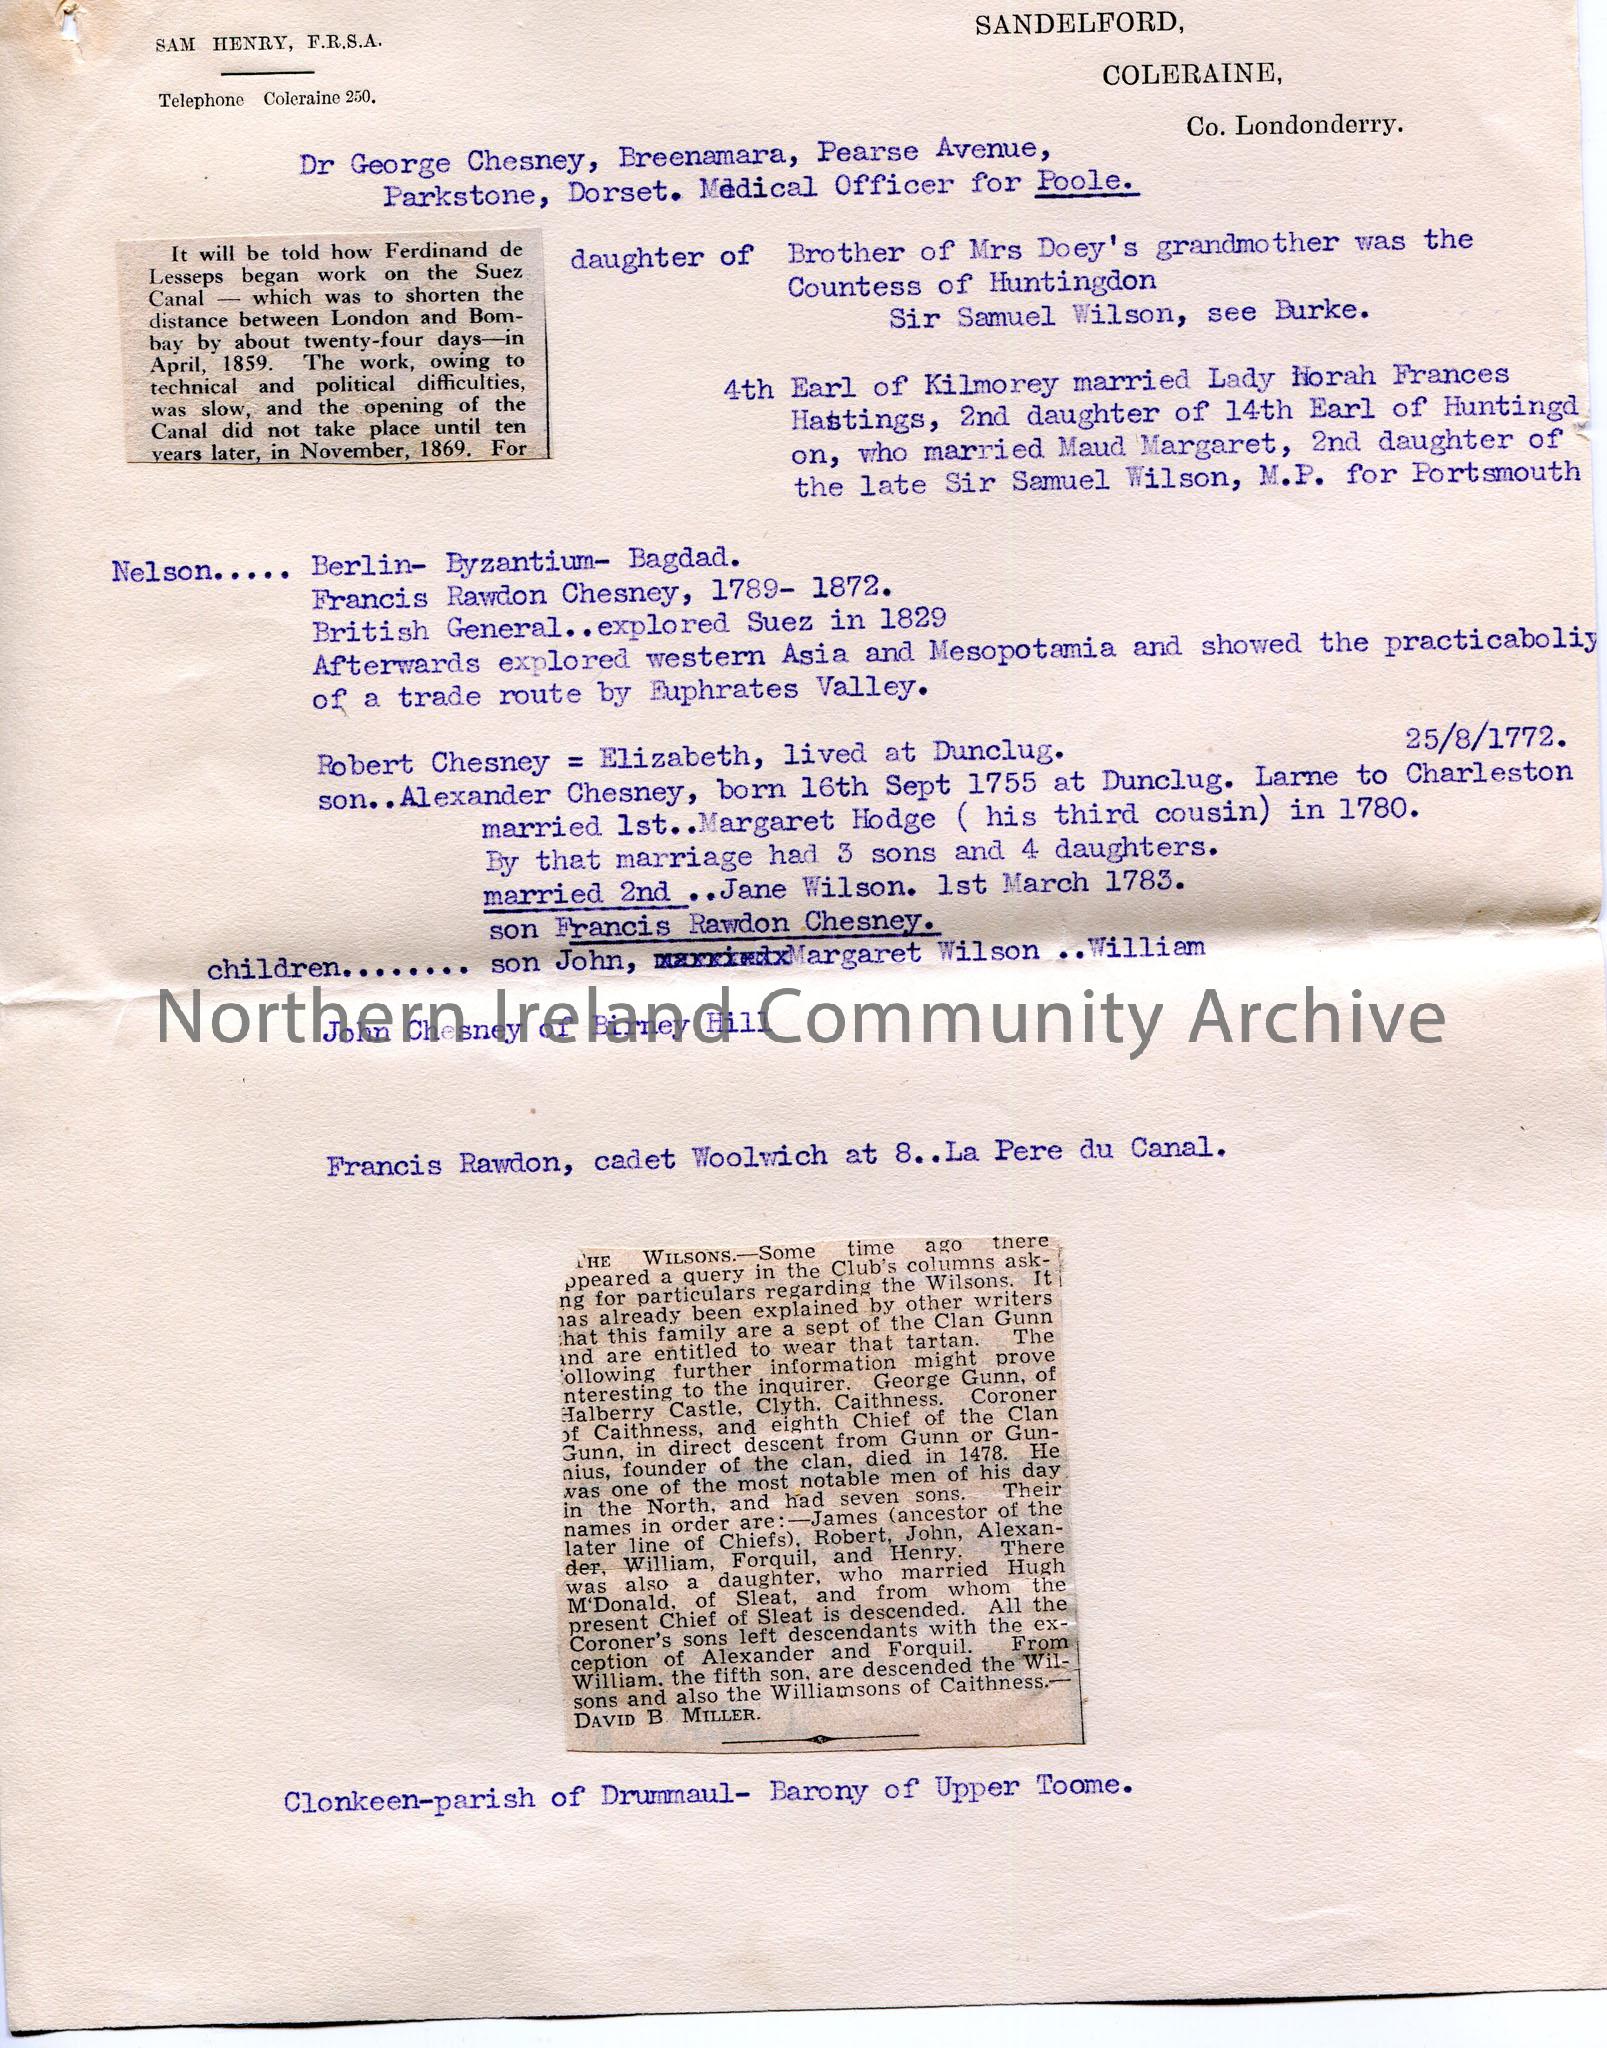 SAM HENRY, F.R.S.A.
Telephone Coleraine 250.
SANDELFORD,
COLERAINE,
Co. Londonderry.
Dr George Chesney, Breenamara, Pearse Avenue,
Parkstone, Dorset. Medical Officer for Poole.
It will be told how Ferdinand de
Lesseps began work on the Suez
Canal — which was to shorten the
distance between London and Bom-
bay by about twenty-four days—in
April, 1859. The work, owing to
technical and political difficulties,
was slow, and the opening of the
Canal did not take place until ten
years later, in November, 1869. For
daughter of Brother of Mrs Doey's grandmother was the
Countess of Huntingdon
Sir Samuel Wilson, see Burke.
4th Earl of Kilmorey married Lady Norah Frances
Hastings, 2nd daughter of 14th Earl of Huntingd
on, who married Maud Margaret, 2nd daughter of
the late Sir Samuel Wilson, M.P. for Portsmouth
Nelson..... Berlin- Byzantium- Bagdad.
Francis Rawdon Chesney, 1789- 1872.
British General..explored Suez in 1829
Afterwards explored western Asia and Mesopotamia and showed the practicaboliy
of a trade route by Euphrates Valley.
25/8/1772.
Robert Chesney = Elizabeth, lived at Dunclug.
son..Alexander Chesney, born 16th Sept 1755 at Dunclug. Larne to Charleston
married 1st..Margaret Hodge ( his third cousin) in 1780.
By that marriage had 3 sons and 4 daughters.
married 2nd ..Jane Wilson. 1st March 1783.
son Francis Rawdon Chesney.
children........ son John, Margaret Wilson ..William
Northern Ireland Community Archive
John Chesney of Birney Hill
Francis Rawdon, cadet Woolwich at 8..La Pere du Canal.
THE WILSONS.—Some time ago there
ppeared a query in the Club's columns ask-
ng for particulars regarding the Wilsons. It
has already been explained by other writers
that this family are a sept of the Clan Gunn
and are entitled to wear that tartan. The
following further information might prove
nteresting to the inquirer. George Gunn, of
Halberry Castle, Clyth, Caithness. Coroner
of Caithness, and eighth Chief of the Clan
Gunn, in direct descent from Gunn or Gun-
nius, founder of the clan, died in 1478. He
was one of the most notable men of his day
in the North, and had seven sons. Their
names in order are:—James (ancestor of the
later line of Chiefs), Robert, John, Alexan-
der, William, Forquil, and Henry. There
was also a daughter, who married Hugh
M'Donald, of Sleat, and from whom the
present Chief of Sleat is descended. All the
Coroner's sons left descendants with the ex-
ception of Alexander and Forquil. From
William, the fifth son, are descended the Wil-
sons and also the Williamsons of Caithness.—
DAVID B. MILLER.
Clonkeen-parish of Drummaul- Barony of Upper Toome.